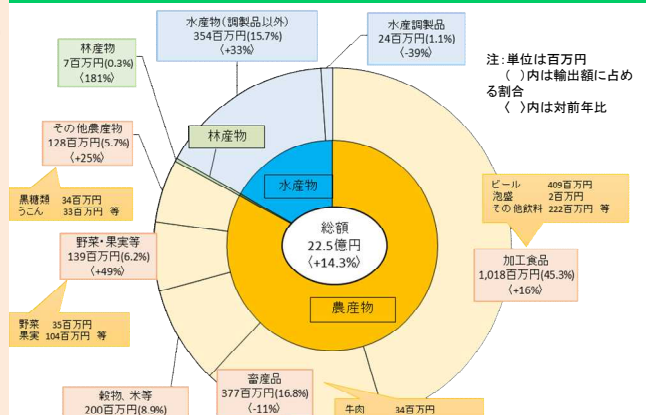 水産物(調製品以外)
354百万円(15.7%)
〈+33%〉
水産調製品
24百万円(1.1%)
〈-39%〉
注:単位は百万円
( )内は輸出額に占め
る割合
〈 〉内は対前年比
林産物
7百万円(0.3%)
〈181%〉
その他農産物
128百万円(5.7%)
〈+25%〉
黒糖類 34百万円
うこん 33百万円 等
野菜・果実等
139百万円(6.2%)
〈+49%〉
野菜 35百万円
果実 104百万円 等
穀物、米等
200百万円(8.9%)
畜産品
377百万円(16.8%)
〈-11%〉
牛肉 34百万円
林産物
水産物
総額
22.5億円
〈+14.3%〉
農産物
ビール 409百万円
泡盛 2百万円
その他飲料 222百万円 等
加工食品
1,018百万円(45.3%)
〈+16%〉